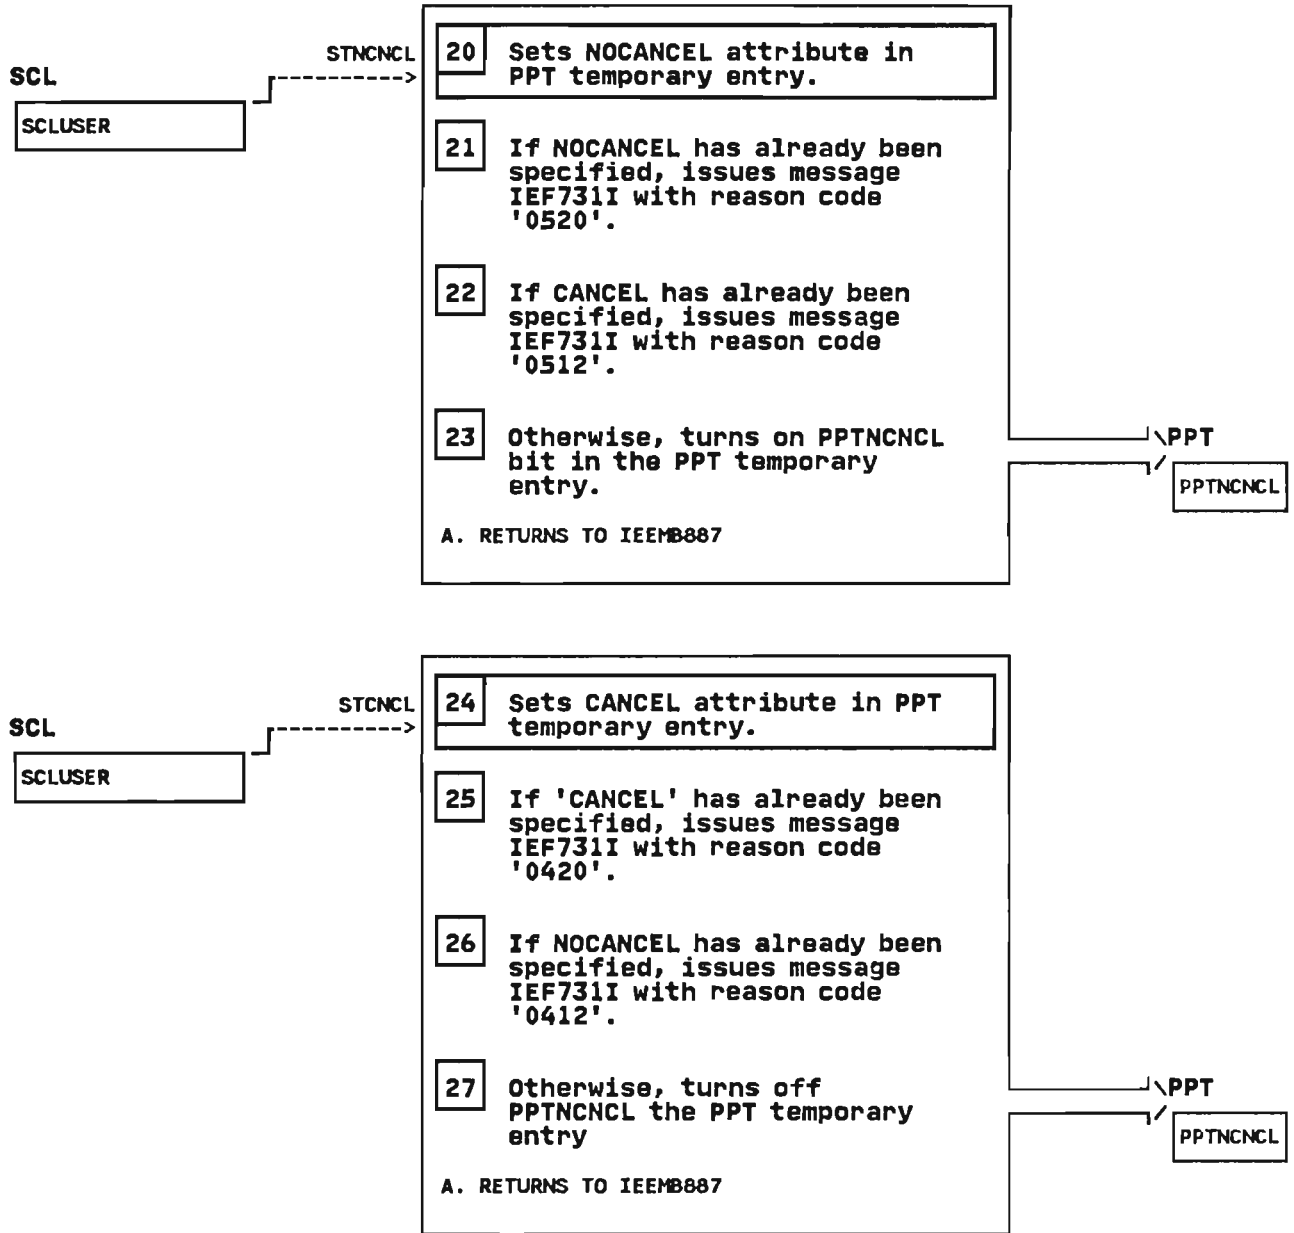 STNCNCL
20 Sets NOCANCEL attribute in
PPT temporary entry.
SCL
SCLUSER
21 If NOCANCEL has already been
specified, issues message
IEF731I with reason code
'0520'.
22 If CANCEL has already been
specified, issues message
IEF731I with reason code
'0512'.
23 Otherwise, turns on PPTNCNCL
bit in the PPT temporary
entry.
PPT
PPTNCNCL
A. RETURNS TO IEEMB887
STCNCL
24 Sets CANCEL attribute in PPT
temporary entry.
SCL
SCLUSER
25 If 'CANCEL' has already been
specified, issues message
IEF731I with reason code
'0420'.
26 If NOCANCEL has already been
specified, issues message
IEF731I with reason code
'0412'.
27 Otherwise, turns off
PPTNCNCL the PPT temporary
entry
PPT
PPTNCNCL
A. RETURNS TO IEEMB887